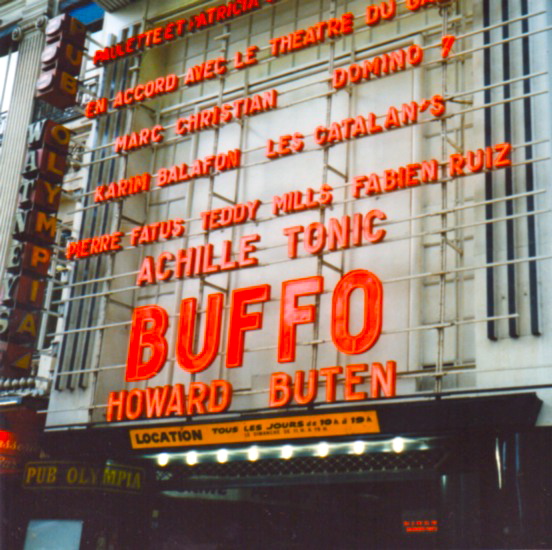 PAULETTE ET PATRICIA
EN ACCORD AVEC LE THEATRE DU
MARC CHRISTIAN DOMINO 7
KARIM BALAFON LES CATALAN'S
PIERRE FATUS TEDDY MILLS FABIEN RUIZ
ACHILLE TONIC
BUFFO
HOWARD BUTEN
LOCATION TOUS LES JOURS de 10h à 19h
PUB OLYMPIA
PUB OLYMPIA